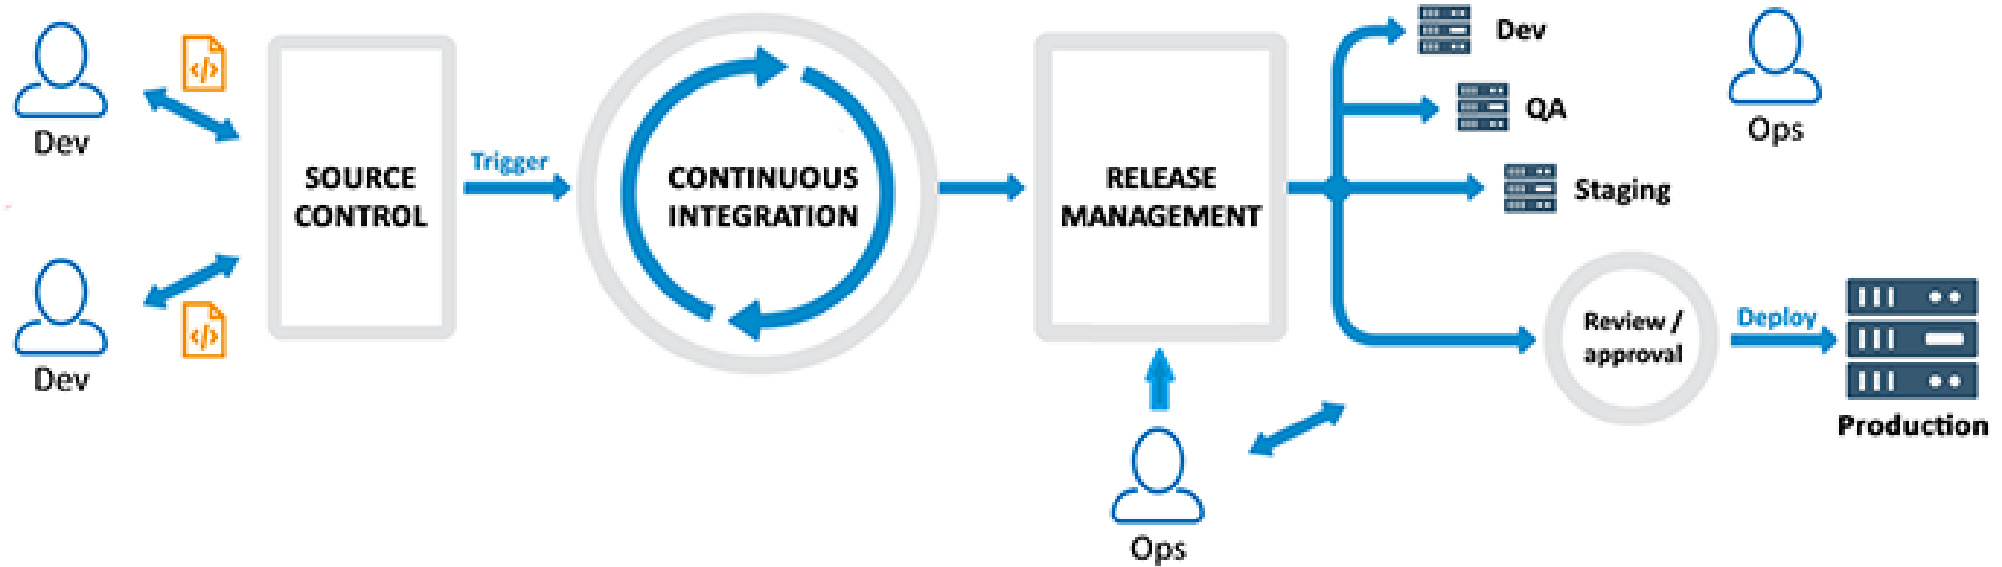 Dev
</>
SOURCE
CONTROL
</>
Dev
Trigger
CONTINUOUS
INTEGRATION
RELEASE
MANAGEMENT
Ops
Dev
QA
Staging
Ops
Review /
approval
Deploy
Production